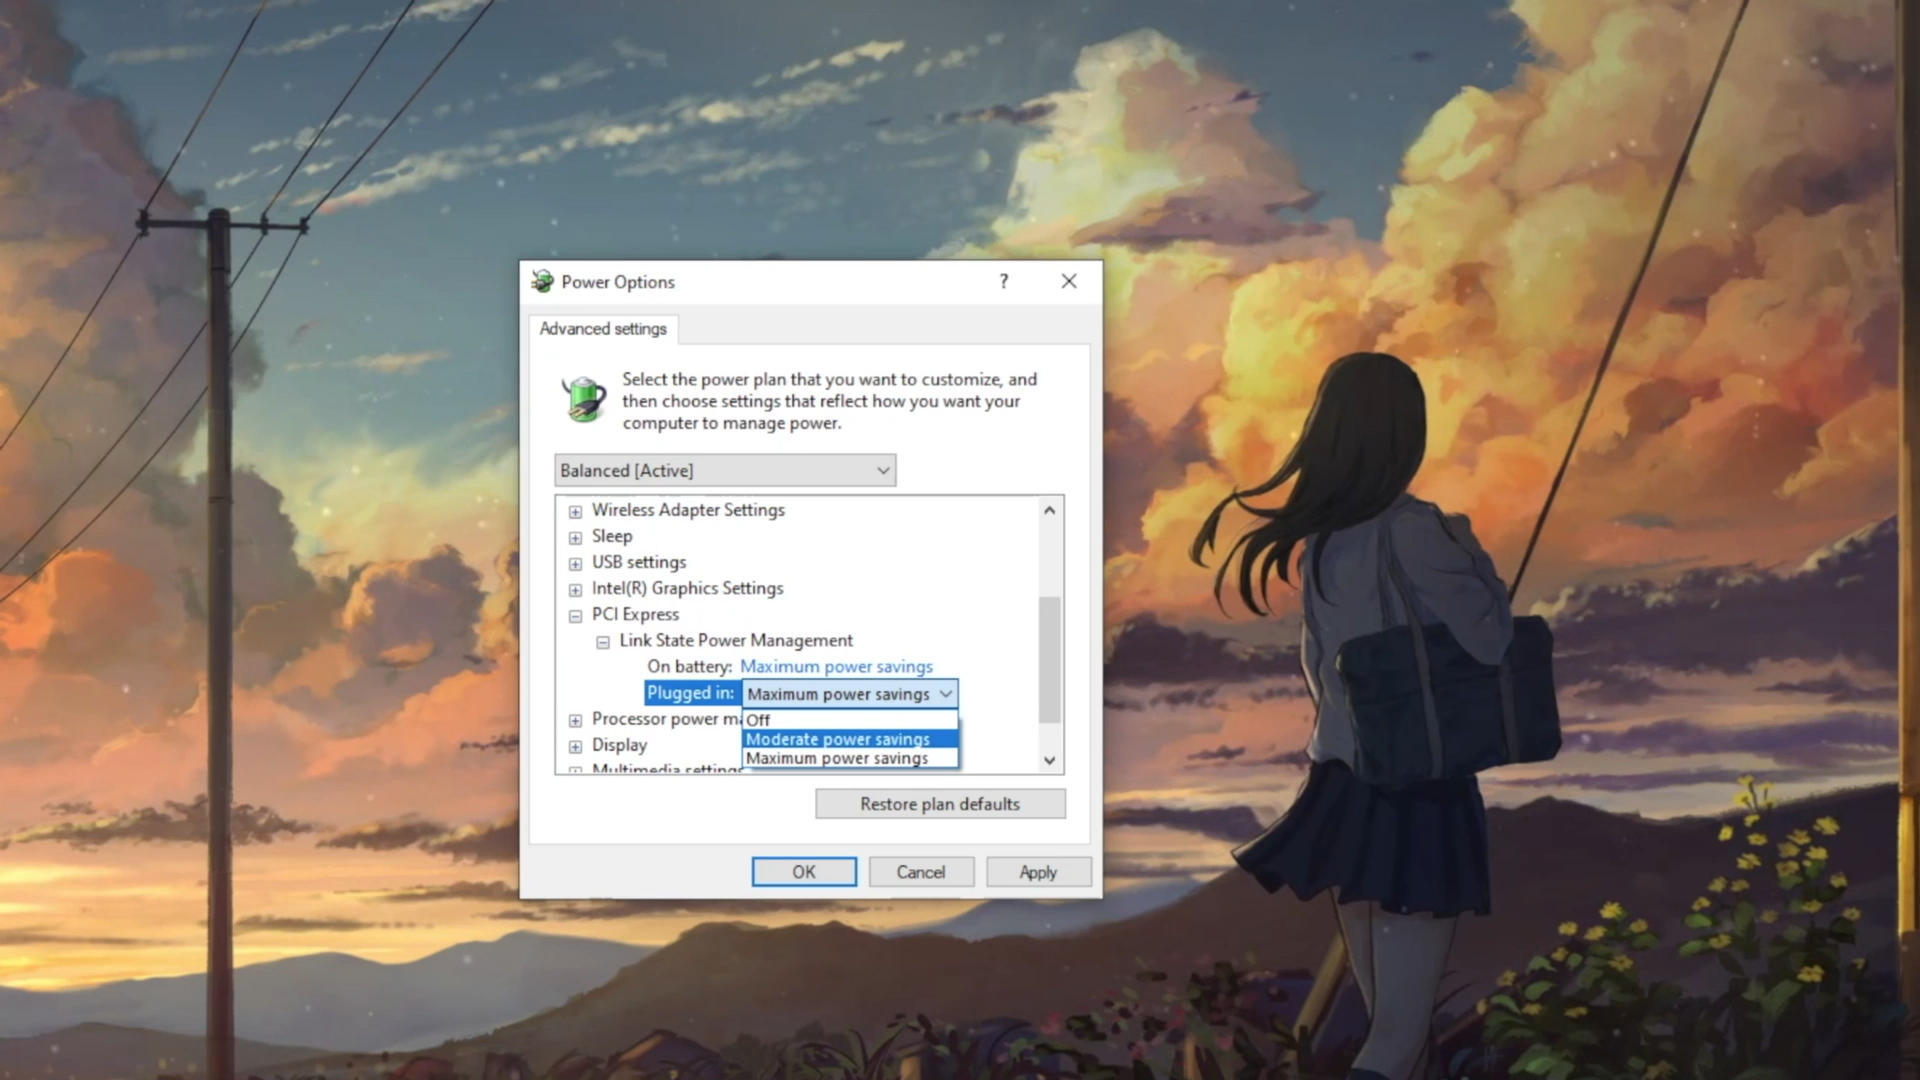 Power Options
?
Advanced settings
Select the power plan that you want to customize, and
then choose settings that reflect how you want your
computer to manage power.
Balanced [Active]
Wireless Adapter Settings
Sleep
USB settings
Intel(R) Graphics Settings
PCI Express
Link State Power Management
On battery: Maximum power savings
Plugged in: Maximum power savings
Processor power ma
Off
Moderate power savings
Display
Maximum power savings
Multimedia settings
Restore plan defaults
OK
Cancel
Apply